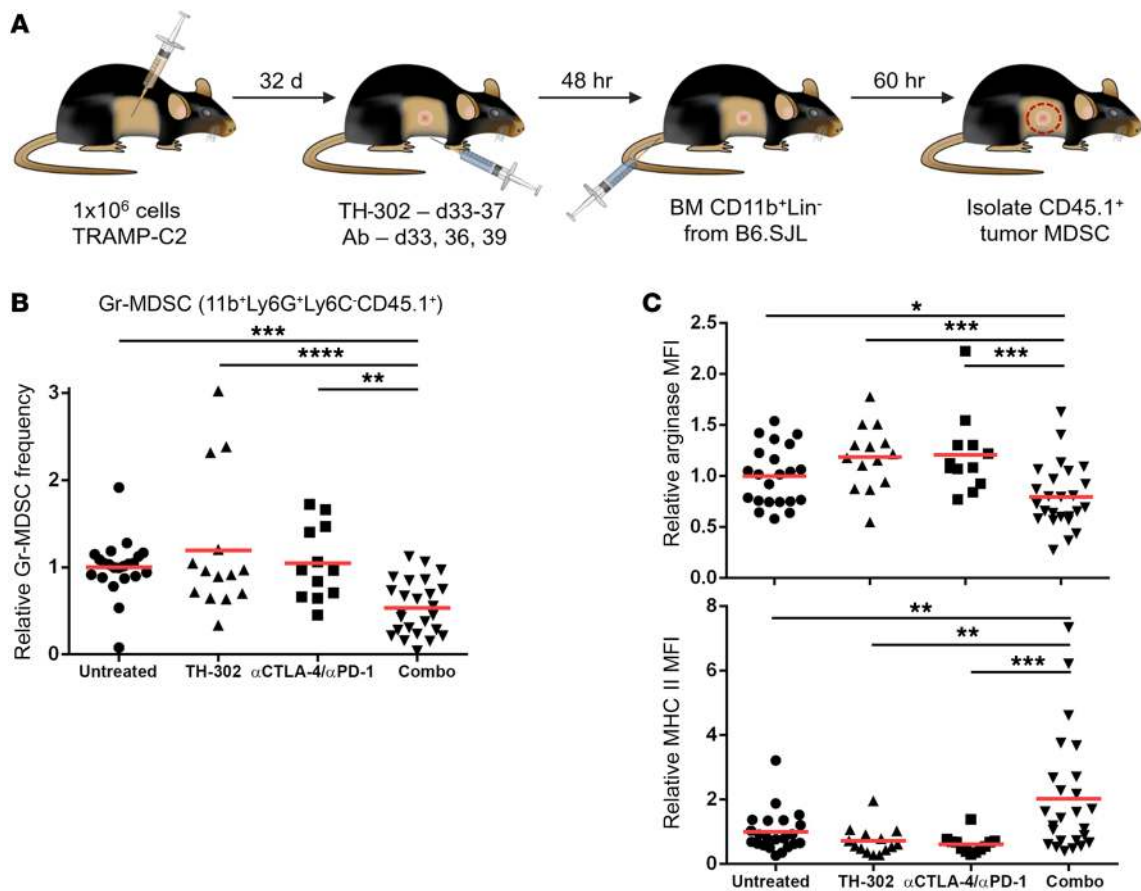 A
32 d
48 hr
60 hr
1x10⁶ cells
TRAMP-C2
TH-302 – d33-37
Ab – d33, 36, 39
BM CD11b⁺Lin⁻
from B6.SJL
Isolate CD45.1⁺
tumor MDSC
B
Gr-MDSC (11b⁺Ly6G⁺Ly6C⁻CD45.1⁺)
***
****
**
Relative Gr-MDSC frequency
3
2
1
0
Untreated TH-302 αCTLA-4/αPD-1 Combo
C
*
***
***
Relative arginase MFI
2.5
2.0
1.5
1.0
0.5
0.0
**
**
***
Relative MHC II MFI
8
6
4
2
0
Untreated TH-302 αCTLA-4/αPD-1 Combo